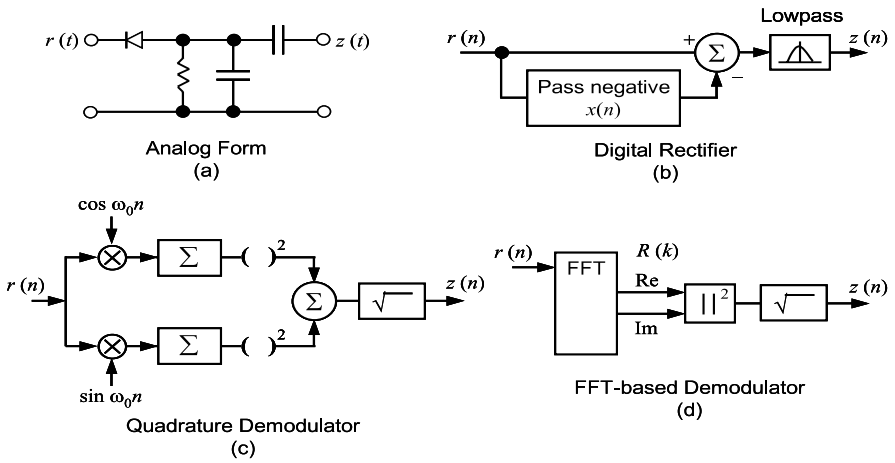 r (t)
z (t)
Analog Form
(a)
Lowpass
r (n)
+
Σ
−
z (n)
Pass negative
x(n)
Digital Rectifier
(b)
cos ω₀n
r (n)
Σ
( )²
Σ
√
z (n)
Σ
( )²
sin ω₀n
Quadrature Demodulator
(c)
r (n)
FFT
R (k)
Re
Im
| |²
√
z (n)
FFT-based Demodulator
(d)